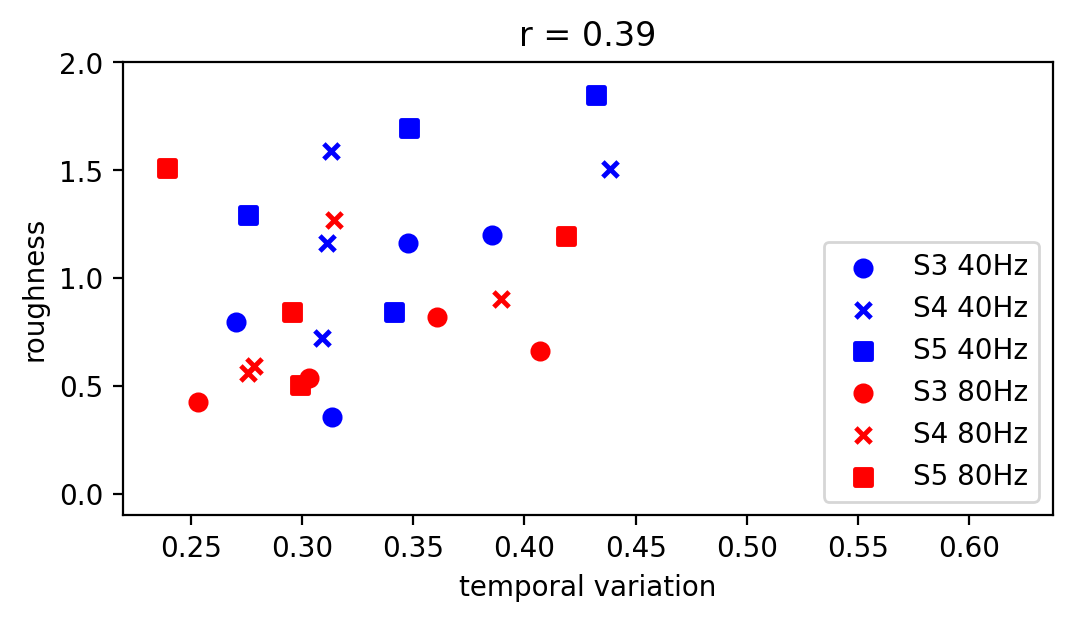 r = 0.39
2.0
1.5
1.0
0.5
0.0
roughness
0.25 0.30 0.35 0.40 0.45 0.50 0.55 0.60
temporal variation
S3 40Hz
S4 40Hz
S5 40Hz
S3 80Hz
S4 80Hz
S5 80Hz